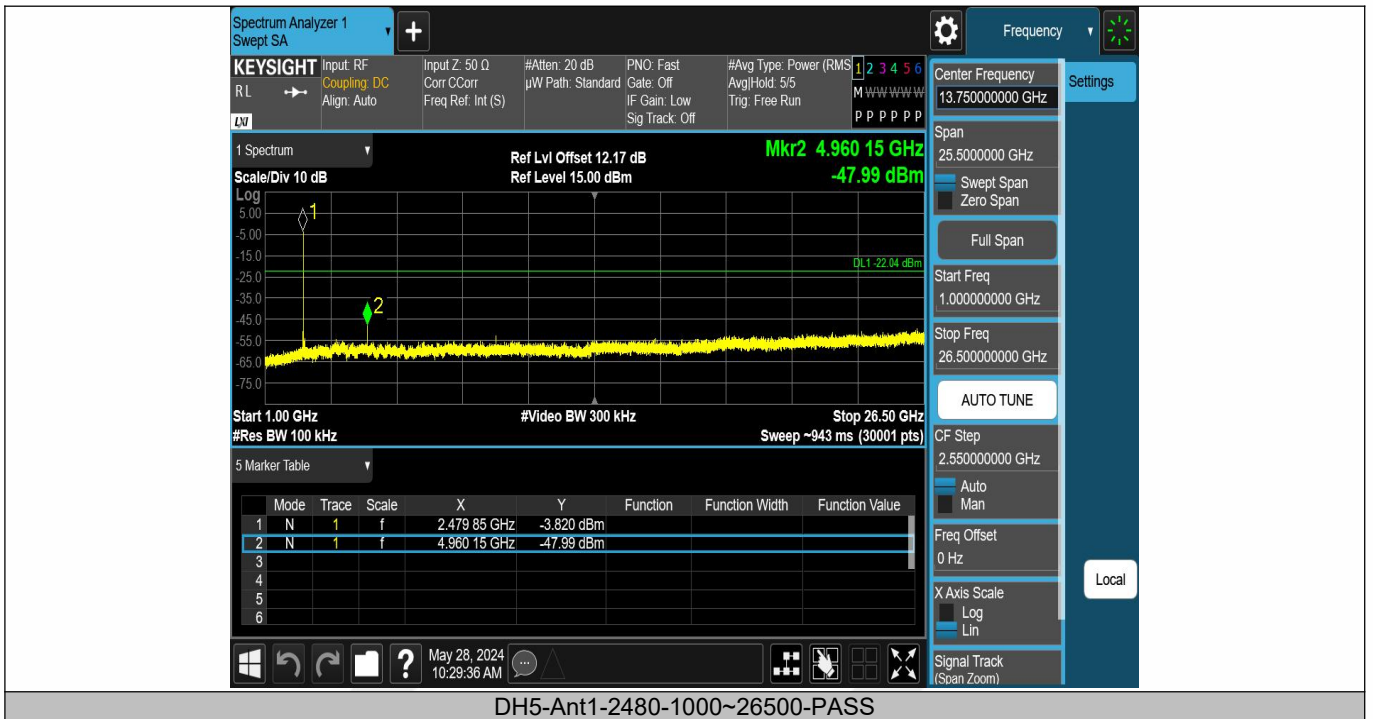 Spectrum Analyzer 1
Swept SA
+
Frequency
KEYSIGHT
RL
LXI
Input: RF
Coupling: DC
Align: Auto
Input Z: 50 Ω
Corr CCorr
Freq Ref: Int (S)
#Atten: 20 dB
µW Path: Standard
PNO: Fast
Gate: Off
IF Gain: Low
Sig Track: Off
#Avg Type: Power (RMS
Avg|Hold: 5/5
Trig: Free Run
1 2 3 4 5 6
M W W W W W
P P P P P P
1 Spectrum
Scale/Div 10 dB
Ref Lvl Offset 12.17 dB
Ref Level 15.00 dBm
Mkr2 4.960 15 GHz
-47.99 dBm
Log
5.00
-5.00
-15.0
-25.0
-35.0
-45.0
-55.0
-65.0
-75.0
1
2
DL1 -22.04 dBm
Start 1.00 GHz
#Video BW 300 kHz
Stop 26.50 GHz
#Res BW 100 kHz
Sweep ~943 ms (30001 pts)
5 Marker Table
Mode Trace Scale X Y Function Function Width Function Value
1 N 1 f 2.479 85 GHz -3.820 dBm
2 N 1 f 4.960 15 GHz -47.99 dBm
3
4
5
6
Center Frequency
13.750000000 GHz
Settings
Span
25.5000000 GHz
Swept Span
Zero Span
Full Span
Start Freq
1.000000000 GHz
Stop Freq
26.500000000 GHz
AUTO TUNE
CF Step
2.550000000 GHz
Auto
Man
Freq Offset
0 Hz
X Axis Scale
Log
Lin
Signal Track
(Span Zoom)
Local
?
May 28, 2024
10:29:36 AM
DH5-Ant1-2480-1000~26500-PASS